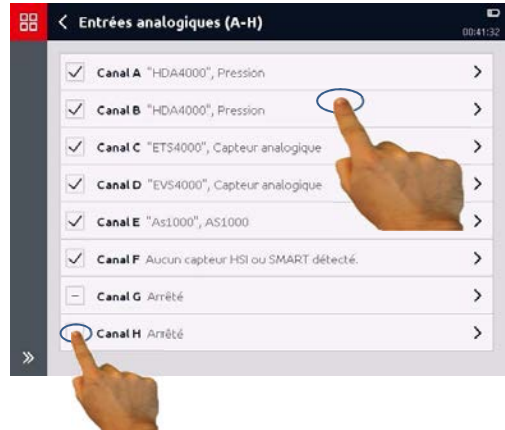 Entrées analogiques (A-H)
00:41:32
Canal A "HDA4000", Pression
Canal B "HDA4000", Pression
Canal C "ETS4000", Capteur analogique
Canal D "EVS4000", Capteur analogique
Canal E "As1000", AS1000
Canal F Aucun capteur HSI ou SMART détecté.
Canal G Arrêté
Canal H Arrêté